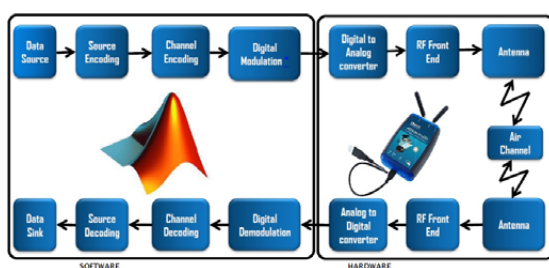 Data
Source
Source
Encoding
Channel
Encoding
Digital
Modulation
Digital to
Analog
converter
RF Front
End
Antenna
Air
Channel
Data
Sink
Source
Decoding
Channel
Decoding
Digital
Demodulation
Analog to
Digital
converter
RF Front
End
Antenna
SOFTWARE
HARDWARE